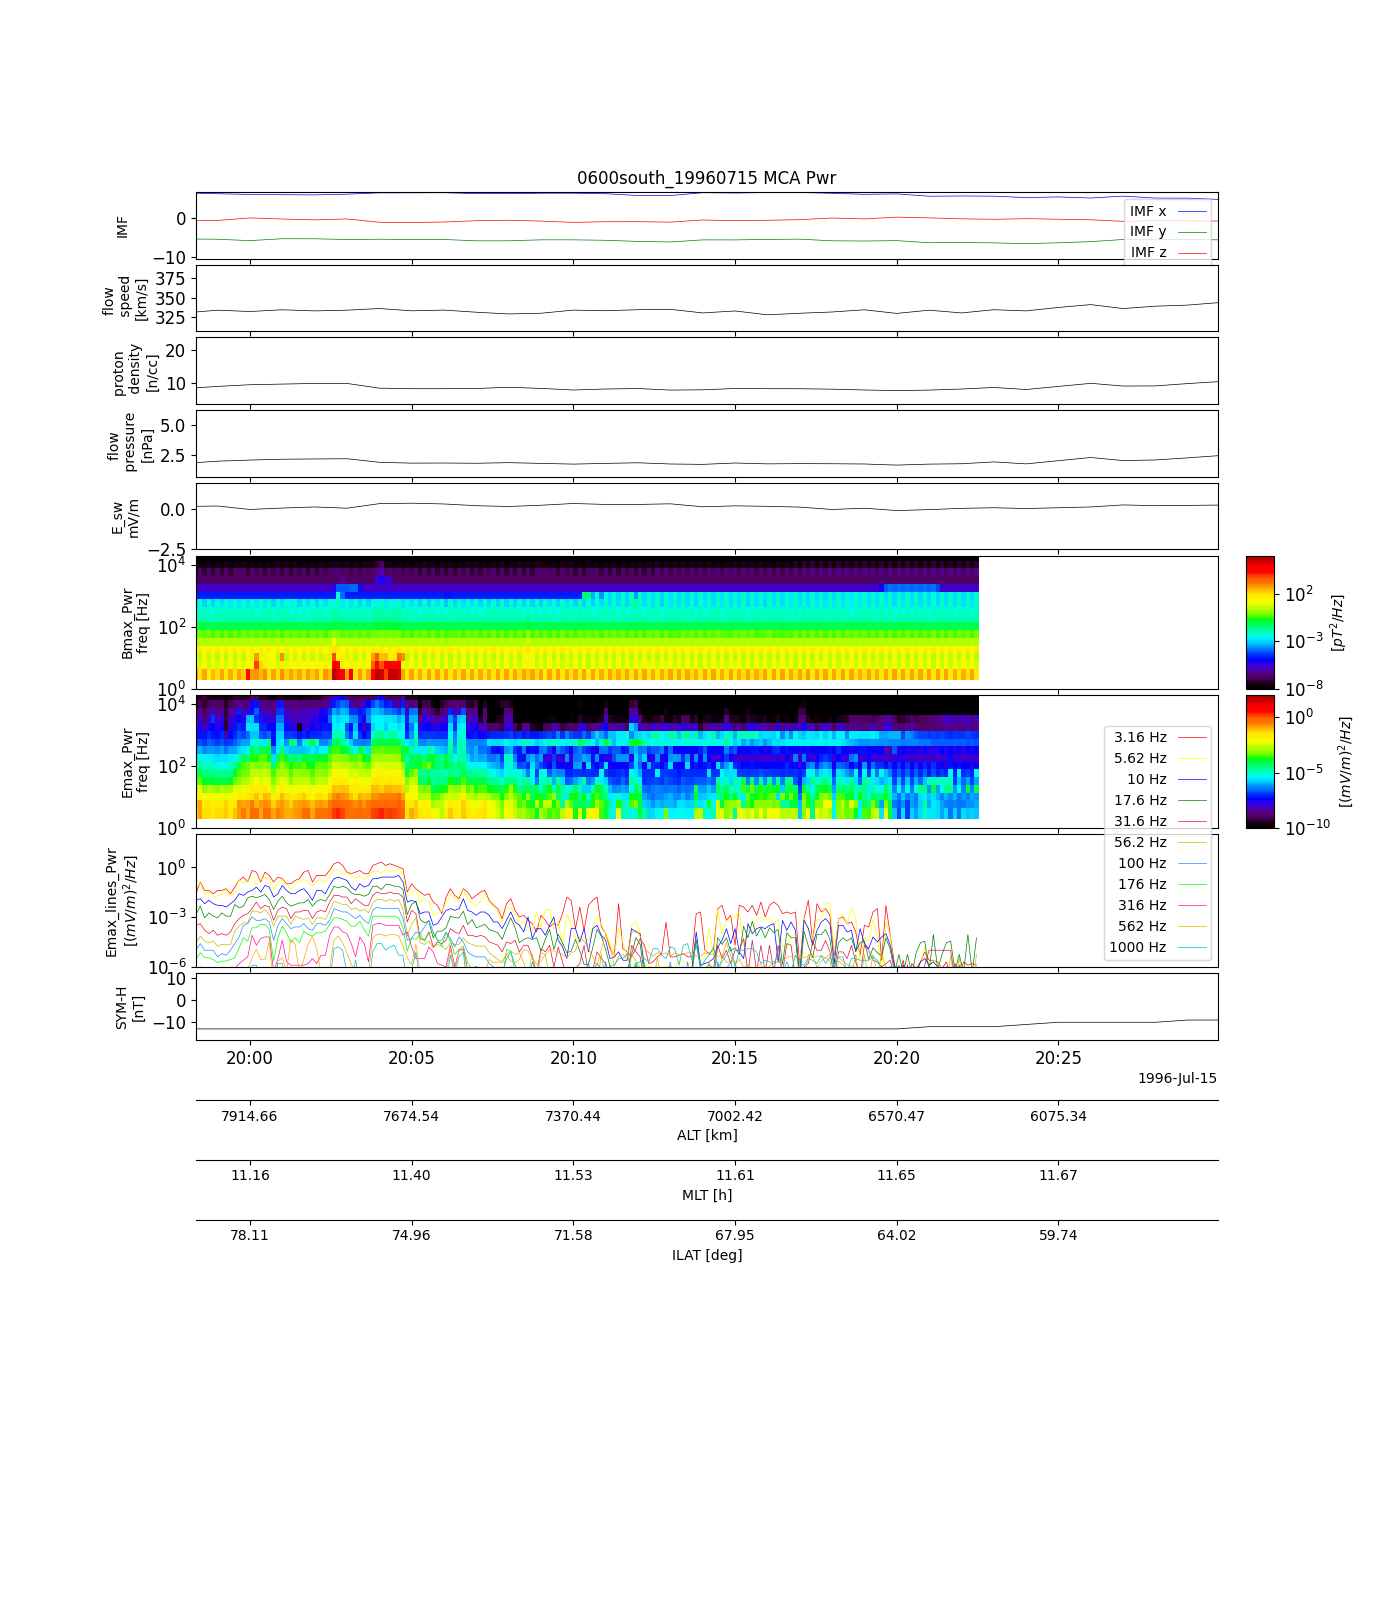 0600south_19960715 MCA Pwr
IMF
0
−10
IMF x
IMF y
IMF z
flow
speed
[km/s]
375
350
325
proton
density
[n/cc]
20
10
flow
pressure
[nPa]
5.0
2.5
E_sw
mV/m
0.0
−2.5
Bmax_Pwr
freq [Hz]
10^4
10^2
10^0
10^2
10^−3
10^−8
[pT^2/Hz]
Emax_Pwr
freq [Hz]
10^4
10^2
10^0
10^0
10^−5
10^−10
[(mV/m)^2/Hz]
3.16 Hz
5.62 Hz
10 Hz
17.6 Hz
31.6 Hz
56.2 Hz
100 Hz
176 Hz
316 Hz
562 Hz
1000 Hz
Emax_lines_Pwr
[(mV/m)^2/Hz]
10^0
10^−3
10^−6
SYM-H
[nT]
10
0
−10
20:00 20:05 20:10 20:15 20:20 20:25
1996-Jul-15
7914.66 7674.54 7370.44 7002.42 6570.47 6075.34
ALT [km]
11.16 11.40 11.53 11.61 11.65 11.67
MLT [h]
78.11 74.96 71.58 67.95 64.02 59.74
ILAT [deg]